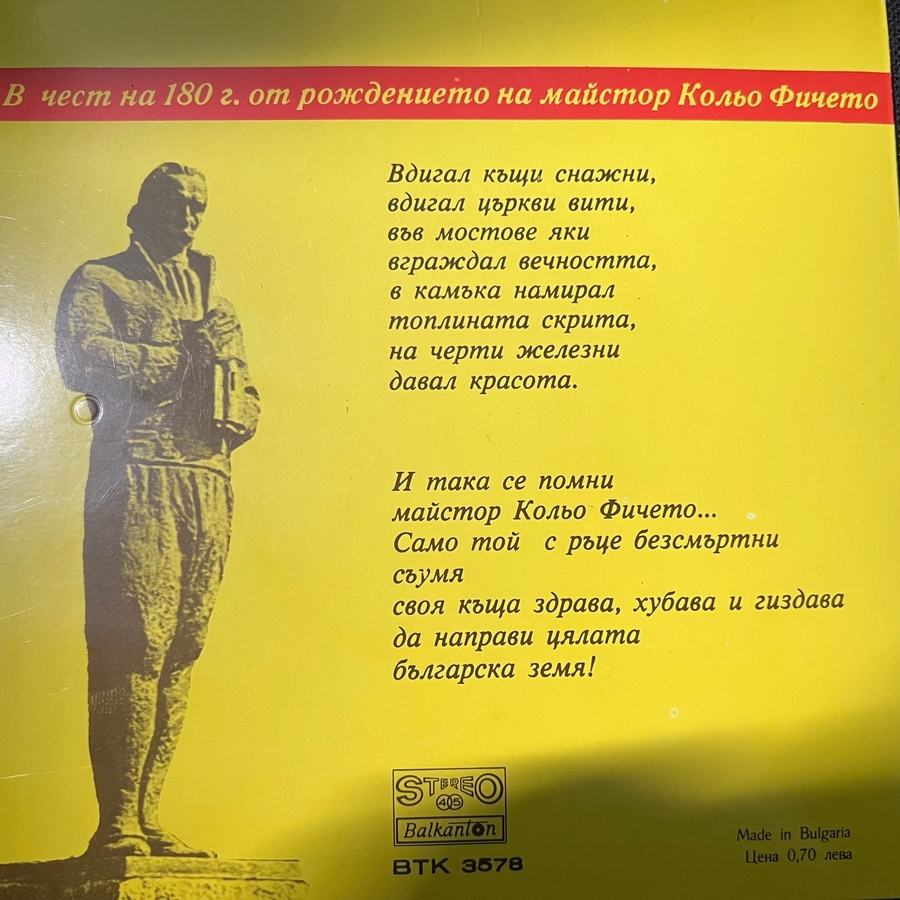 В чест на 180 г. от рождението на майстор Кольо Фичето
Вдигал къщи снажни,
вдигал църкви вити,
във мостове яки
вграждал вечността,
в камъка намирал
топлината скрита,
на черти железни
давал красота.
И така се помни
майстор Кольо Фичето...
Само той с ръце безсмъртни
съумя
своя къща здрава, хубава и гиздава
да направи цялата
българска земя!
STEREO
45
Balkanton
ВТК 3578
Made in Bulgaria
Цена 0,70 лева